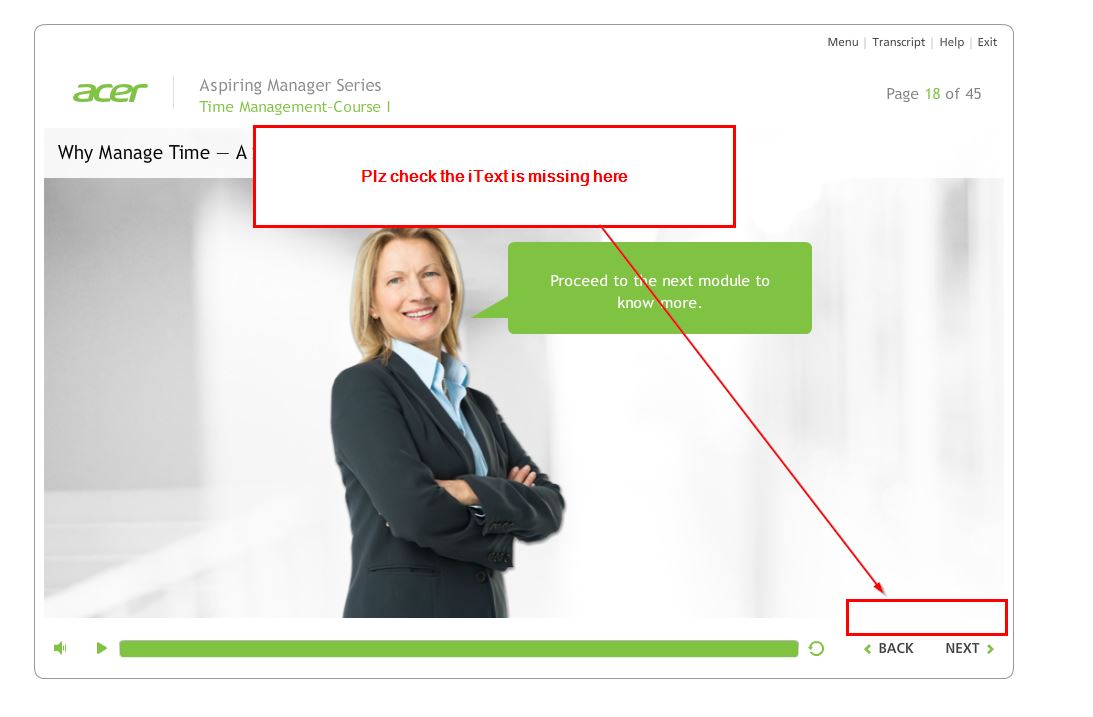 Menu | Transcript | Help | Exit
acer
Aspiring Manager Series
Time Management-Course I
Page 18 of 45
Why Manage Time — A
Plz check the iText is missing here
Proceed to the next module to
know more.
BACK
NEXT